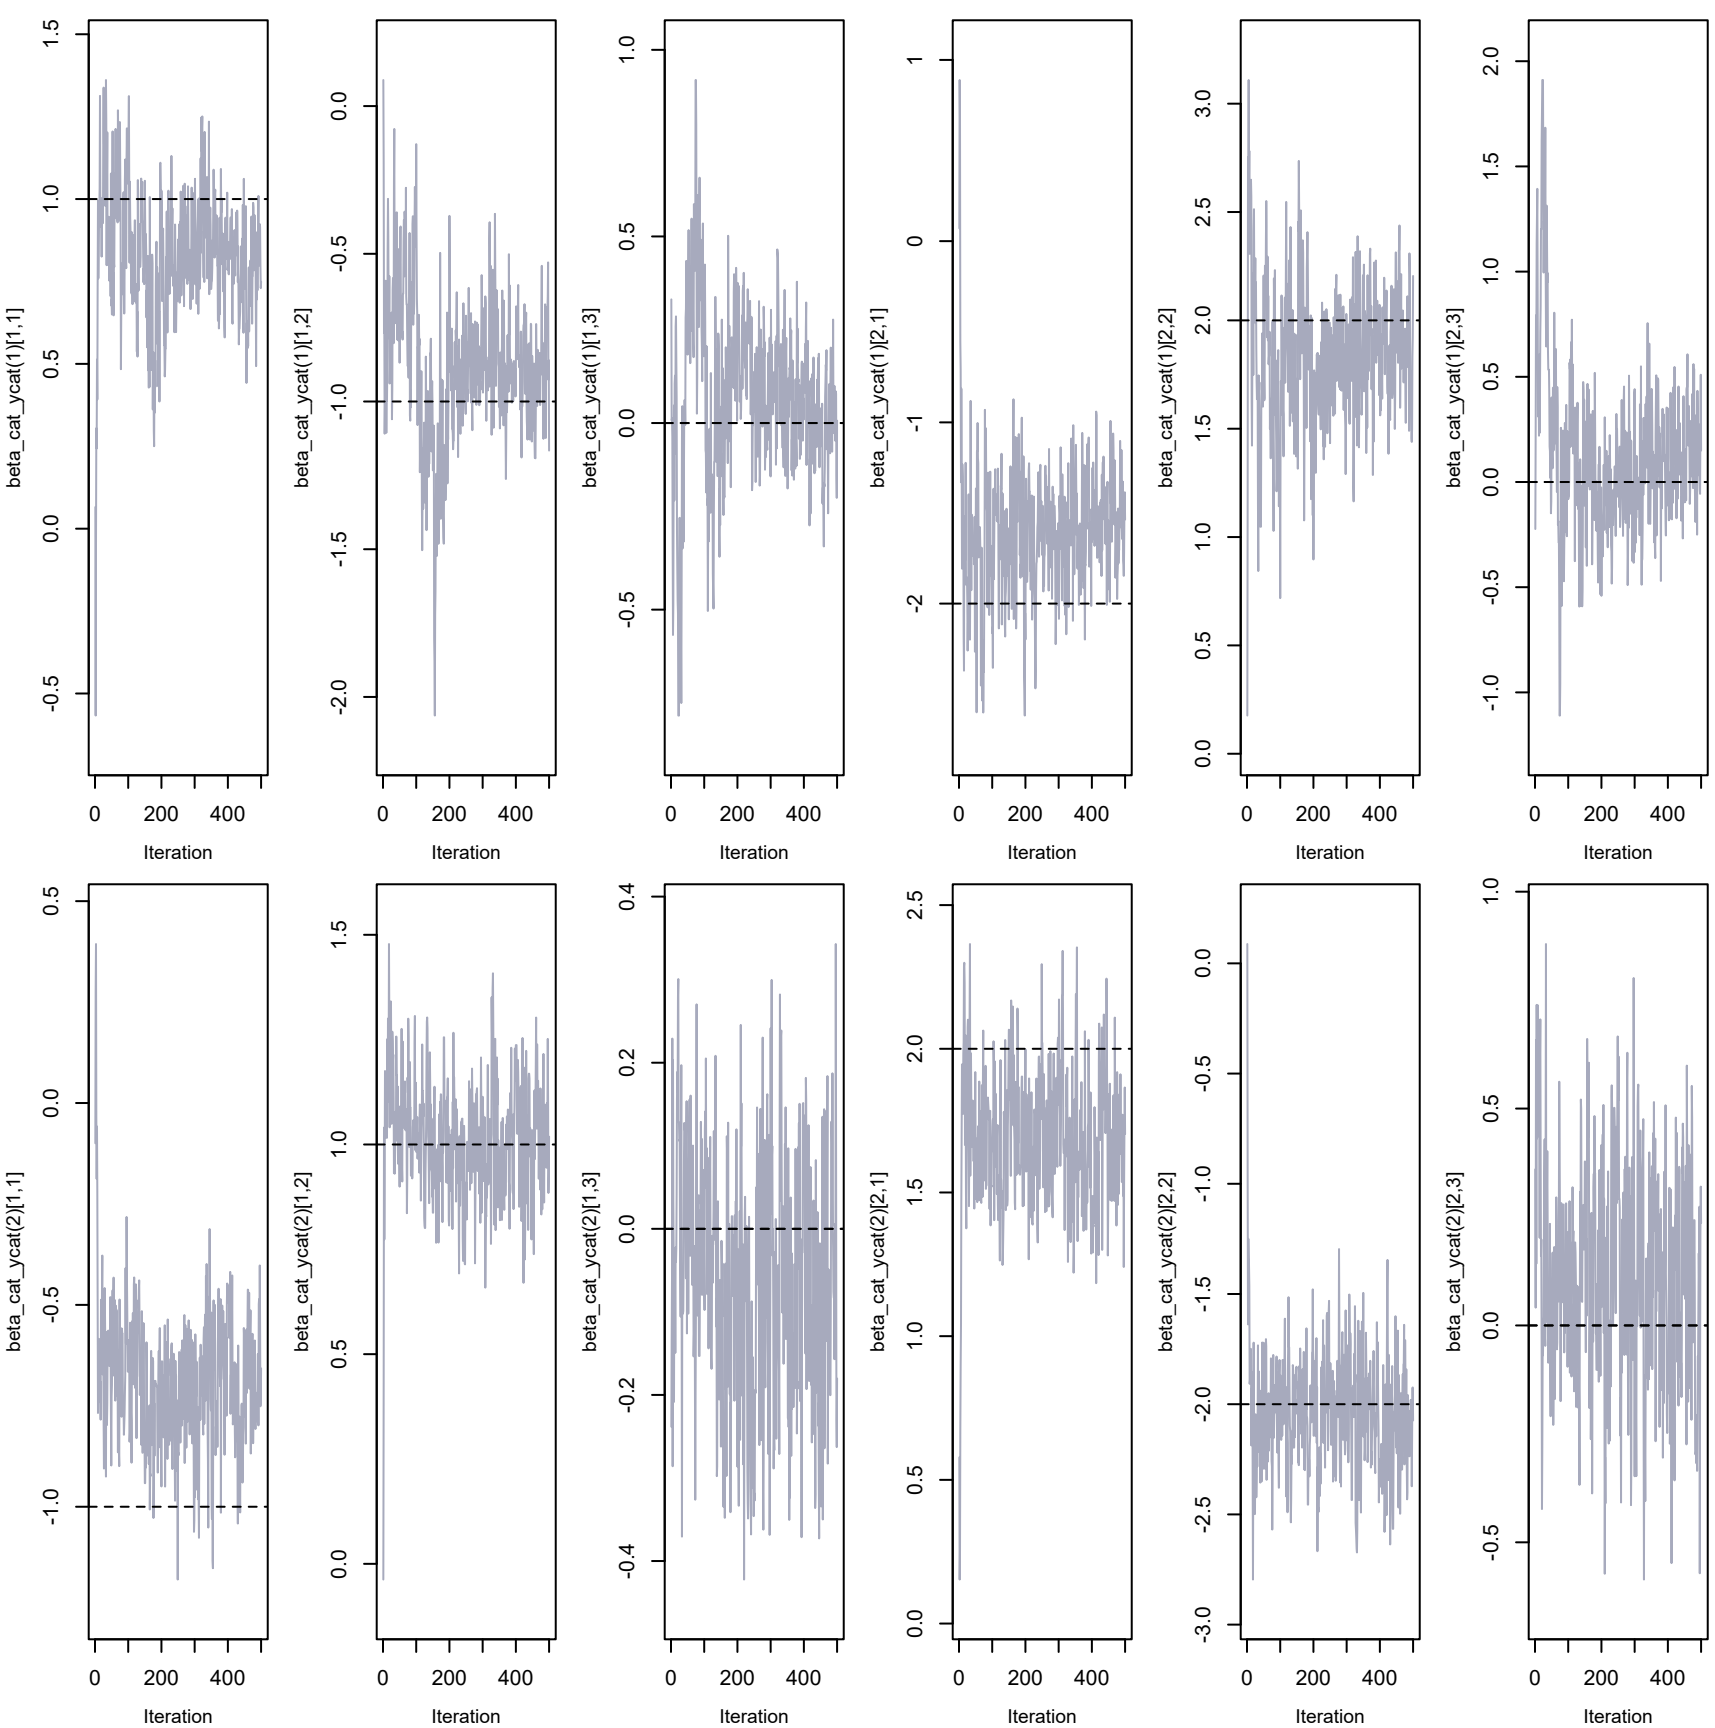 beta_cat_ycat(1)[1,1]
-0.5 0.0 0.5 1.0 1.5
0 200 400
Iteration
beta_cat_ycat(1)[1,2]
-2.0 -1.5 -1.0 -0.5 0.0
0 200 400
Iteration
beta_cat_ycat(1)[1,3]
-0.5 0.0 0.5 1.0
0 200 400
Iteration
beta_cat_ycat(1)[2,1]
-2 -1 0 1
0 200 400
Iteration
beta_cat_ycat(1)[2,2]
0.0 0.5 1.0 1.5 2.0 2.5 3.0
0 200 400
Iteration
beta_cat_ycat(1)[2,3]
-1.0 -0.5 0.0 0.5 1.0 1.5 2.0
0 200 400
Iteration
beta_cat_ycat(2)[1,1]
-1.0 -0.5 0.0 0.5
0 200 400
Iteration
beta_cat_ycat(2)[1,2]
0.0 0.5 1.0 1.5
0 200 400
Iteration
beta_cat_ycat(2)[1,3]
-0.4 -0.2 0.0 0.2 0.4
0 200 400
Iteration
beta_cat_ycat(2)[2,1]
0.0 0.5 1.0 1.5 2.0 2.5
0 200 400
Iteration
beta_cat_ycat(2)[2,2]
-3.0 -2.5 -2.0 -1.5 -1.0 -0.5 0.0
0 200 400
Iteration
beta_cat_ycat(2)[2,3]
-0.5 0.0 0.5 1.0
0 200 400
Iteration